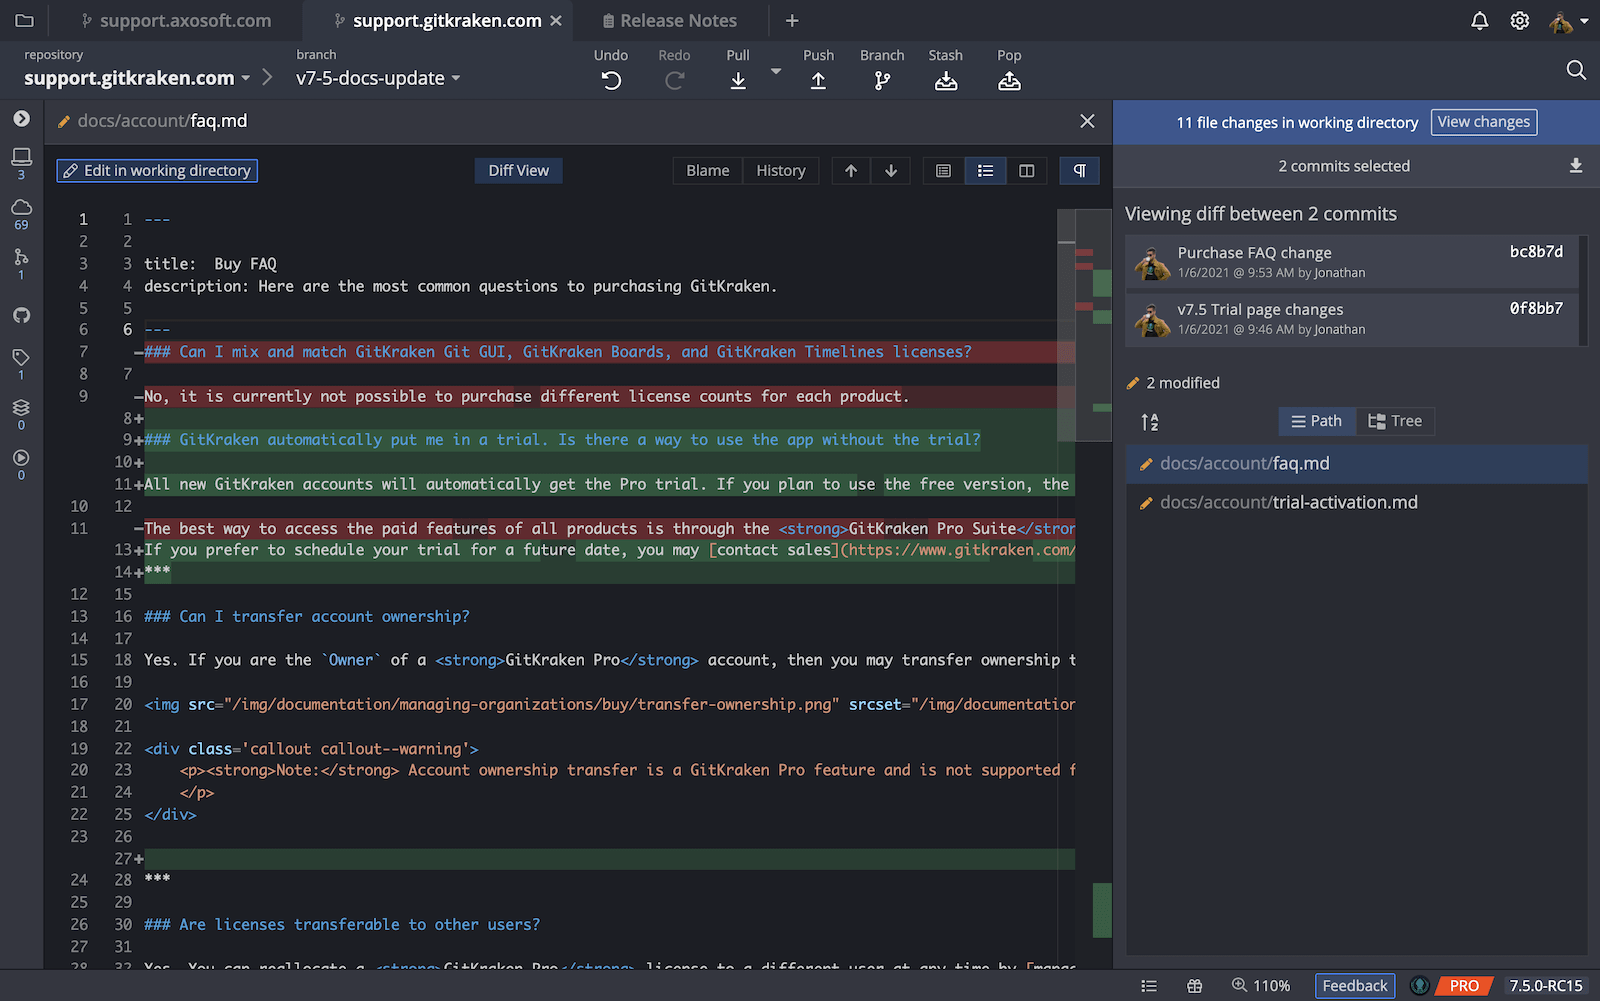 support.axosoft.com
support.gitkraken.com
Release Notes
repository
support.gitkraken.com
branch
v7-5-docs-update
Undo
Redo
Pull
Push
Branch
Stash
Pop
docs/account/faq.md
Edit in working directory
Diff View
Blame
History
3
69
1
1
0
0
1 1 ---
2 2
3 3 title:  Buy FAQ
4 4 description: Here are the most common questions to purchasing GitKraken.
5 5
6 6 ---
7 −### Can I mix and match GitKraken Git GUI, GitKraken Boards, and GitKraken Timelines licenses?
8 7
9 −No, it is currently not possible to purchase different license counts for each product.
8+
9+### GitKraken automatically put me in a trial. Is there a way to use the app without the trial?
10+
11+All new GitKraken accounts will automatically get the Pro trial. If you plan to use the free version, the
10 12
11 −The best way to access the paid features of all products is through the <strong>GitKraken Pro Suite</stron
13+If you prefer to schedule your trial for a future date, you may [contact sales](https://www.gitkraken.com/
14+***
12 15
13 16 ### Can I transfer account ownership?
14 17
15 18 Yes. If you are the `Owner` of a <strong>GitKraken Pro</strong> account, then you may transfer ownership t
16 19
17 20 <img src="/img/documentation/managing-organizations/buy/transfer-ownership.png" srcset="/img/documentation
18 21
19 22 <div class='callout callout--warning'>
20 23     <p><strong>Note:</strong> Account ownership transfer is a GitKraken Pro feature and is not supported f
21 24     </p>
22 25 </div>
23 26
27+
24 28 ***
25 29
26 30 ### Are licenses transferable to other users?
27 31
28 32 Yes. You can reallocate a <strong>GitKraken Pro</strong> license to a different user at any time by [mana
11 file changes in working directory
View changes
2 commits selected
Viewing diff between 2 commits
Purchase FAQ change
bc8b7d
1/6/2021 @ 9:53 AM by Jonathan
v7.5 Trial page changes
0f8bb7
1/6/2021 @ 9:46 AM by Jonathan
2 modified
Path
Tree
docs/account/faq.md
docs/account/trial-activation.md
110%
Feedback
PRO
7.5.0-RC15